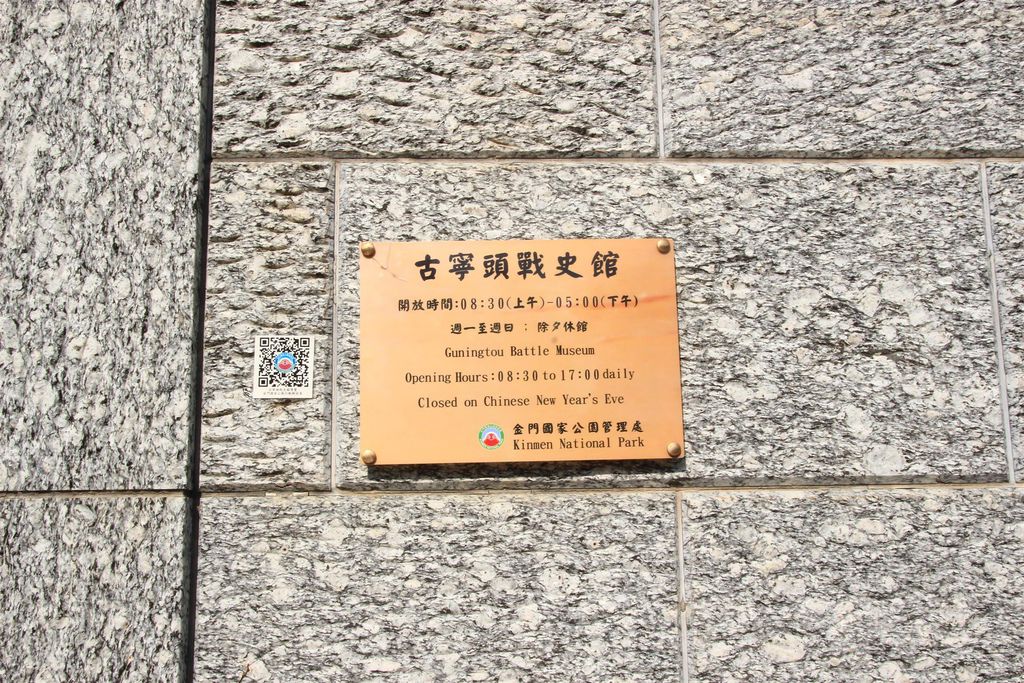 古寧頭戰史館
開放時間:08:30(上午)-05:00(下午)
週一至週日：除夕休館
Guningtou Battle Museum
Opening Hours:08:30 to 17:00 daily
Closed on Chinese New Year's Eve
金門國家公園管理處
Kinmen National Park